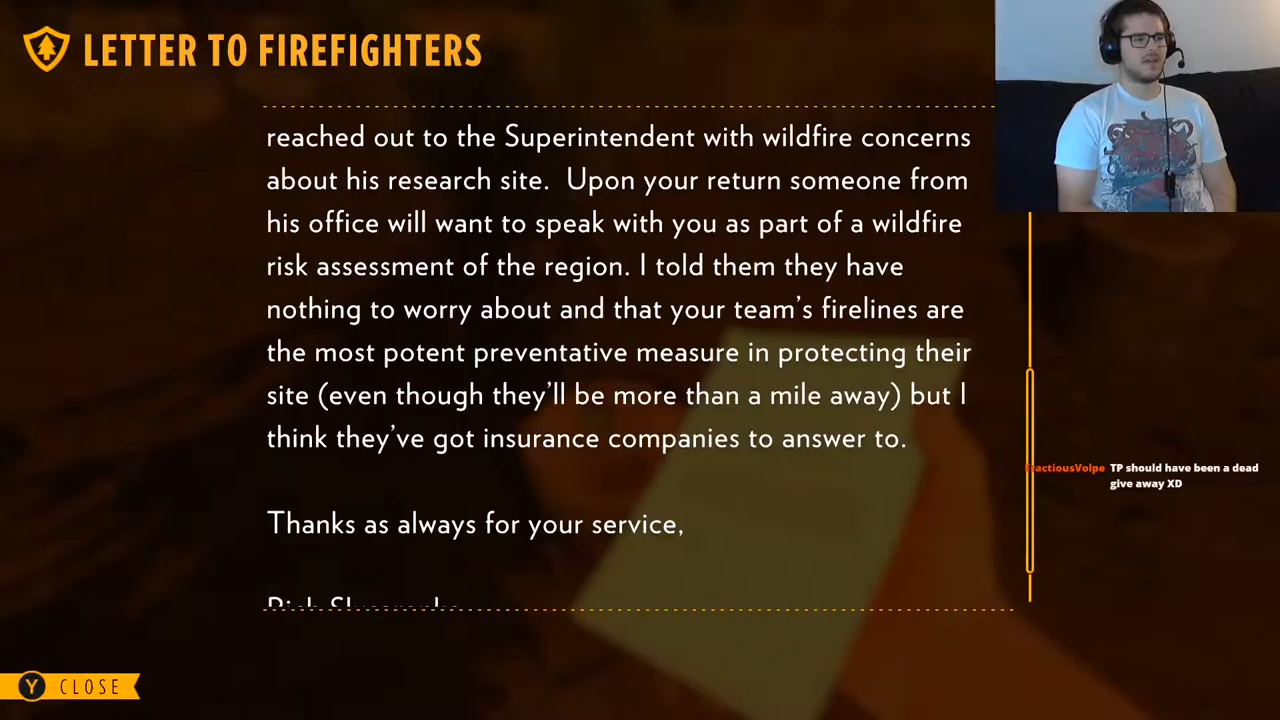 LETTER TO FIREFIGHTERS
reached out to the Superintendent with wildfire concerns
about his research site. Upon your return someone from
his office will want to speak with you as part of a wildfire
risk assessment of the region. I told them they have
nothing to worry about and that your team's firelines are
the most potent preventative measure in protecting their
site (even though they'll be more than a mile away) but I
think they've got insurance companies to answer to.
Thanks as always for your service,
FractiousVolpe TP should have been a dead
give away XD
Y CLOSE